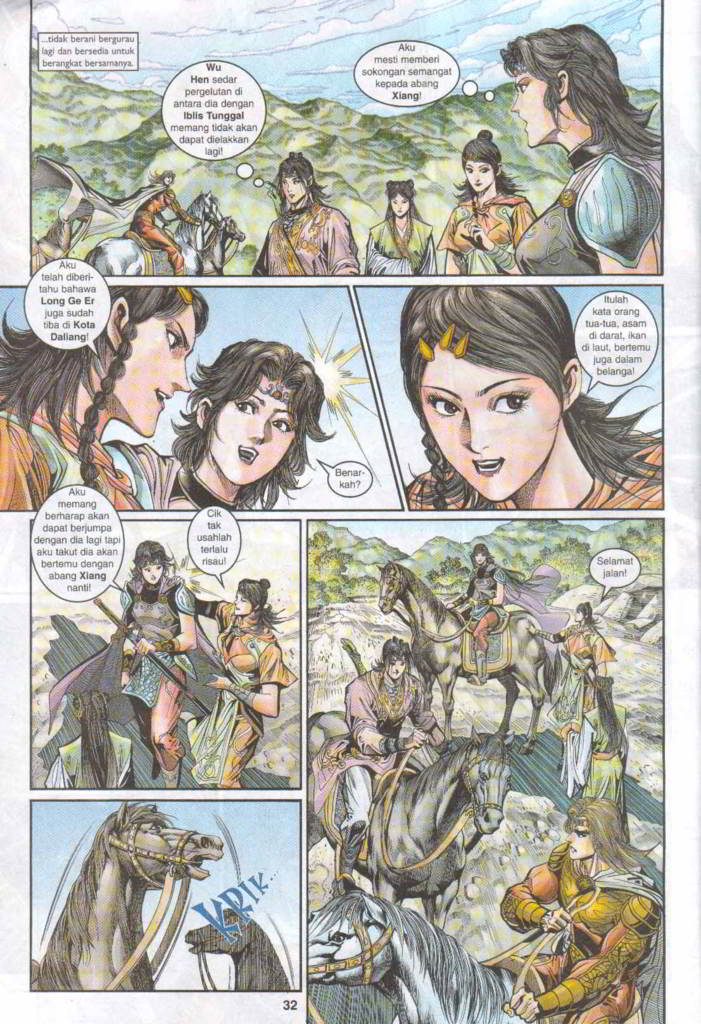 ...tidak berani bergurau
lagi dan bersedia untuk
berangkat bersamanya.
Wu
Hen sedar
pergelutan di
antara dia dengan
Iblis Tunggal
memang tidak akan
dapat dielakkan
lagi!
Aku
mesti memberi
sokongan semangat
kepada abang
Xiang!
Aku
telah diberi-
tahu bahawa
Long Ge Er
juga sudah
tiba di Kota
Daliang!
Benar-
kah?
Itulah
kata orang
tua-tua, asam
di darat, ikan
di laut, bertemu
juga dalam
belanga!
Aku
memang
berharap akan
dapat berjumpa
dengan dia lagi tapi
aku takut dia akan
bertemu dengan
abang Xiang
nanti!
Cik
tak
usahlah
terlalu
risau!
Selamat
jalan!
KRIK...
32